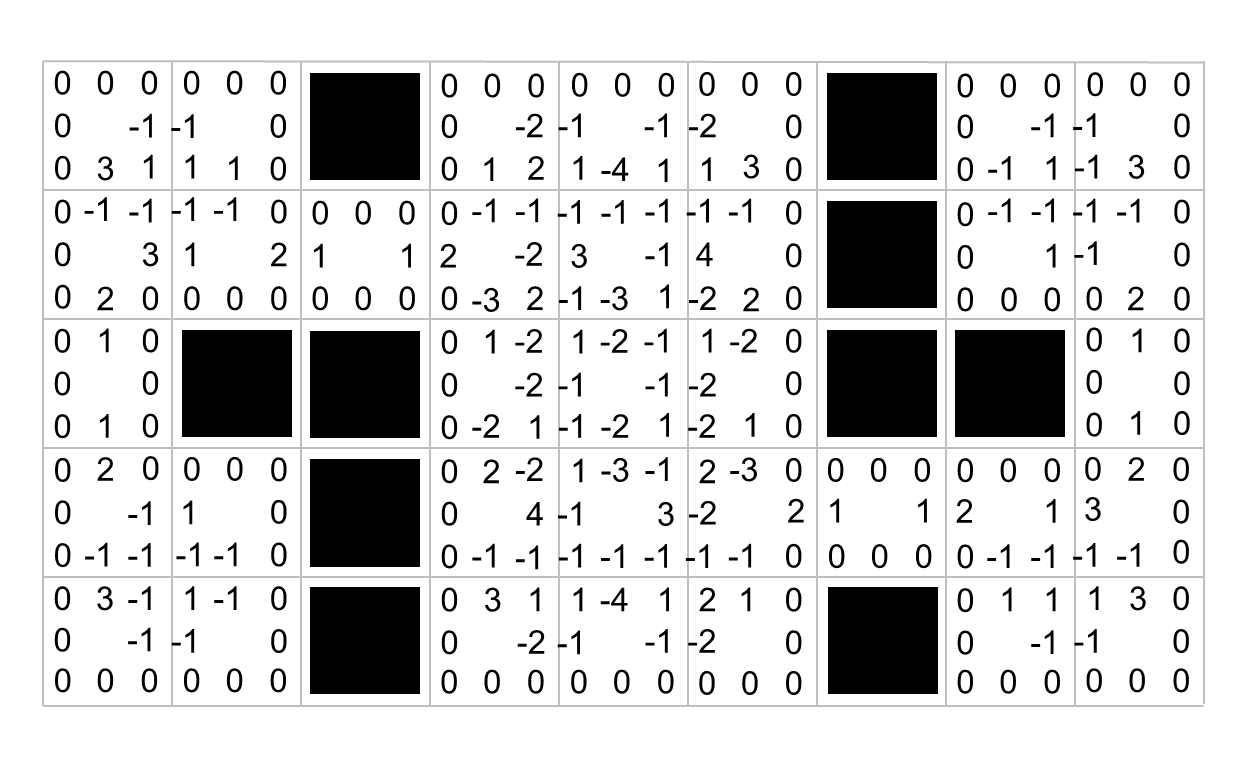 0 0 0 0 0 0 0 0 0 0 0 0 0 0 0 0 0 0 0 0 0
0 -1 -1 0 0 -2 -1 -1 -2 0 0 -1 -1 0
0 3 1 1 1 0 0 1 2 1 -4 1 1 3 0 0 -1 1 -1 3 0
0 -1 -1 -1 -1 0 0 0 0 0 -1 -1 -1 -1 -1 -1 -1 0 0 -1 -1 -1 -1 0
0 3 1 2 1 1 2 -2 3 -1 4 0 0 1 -1 0
0 2 0 0 0 0 0 0 0 0 -3 2 -1 -3 1 -2 2 0 0 0 0 0 2 0
0 1 0 0 1 -2 1 -2 -1 1 -2 0 0 1 0
0 0 0 -2 -1 -1 -2 0 0 0
0 1 0 0 -2 1 -1 -2 1 -2 1 0 0 1 0
0 2 0 0 0 0 0 2 -2 1 -3 -1 2 -3 0 0 0 0 0 0 0 0 2 0
0 -1 1 0 0 4 -1 3 -2 2 1 1 2 1 3 0
0 -1 -1 -1 -1 0 0 -1 -1 -1 -1 -1 -1 -1 0 0 0 0 0 -1 -1 -1 -1 0
0 3 -1 1 -1 0 0 3 1 1 -4 1 2 1 0 0 1 1 1 3 0
0 -1 -1 0 0 -2 -1 -1 -2 0 0 -1 -1 0
0 0 0 0 0 0 0 0 0 0 0 0 0 0 0 0 0 0 0 0 0